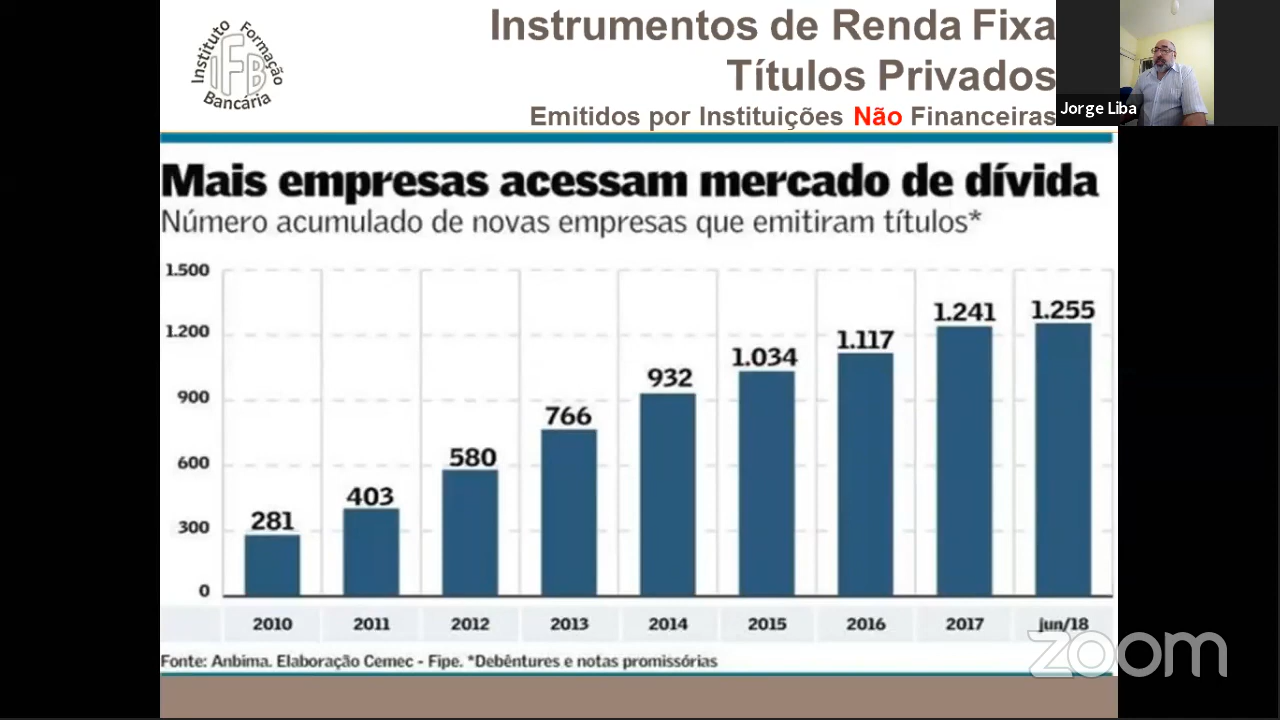 Instituto Formação
IFB
Bancária
Instrumentos de Renda Fixa
Títulos Privados
Emitidos por Instituições Não Financeiras
Jorge Liba
Mais empresas acessam mercado de dívida
Número acumulado de novas empresas que emitiram títulos*
1.500
1.200
900
600
300
0
281
403
580
766
932
1.034
1.117
1.241
1.255
2010 2011 2012 2013 2014 2015 2016 2017 jun/18
Fonte: Anbima. Elaboração Cemec - Fipe. *Debêntures e notas promissórias
zoom